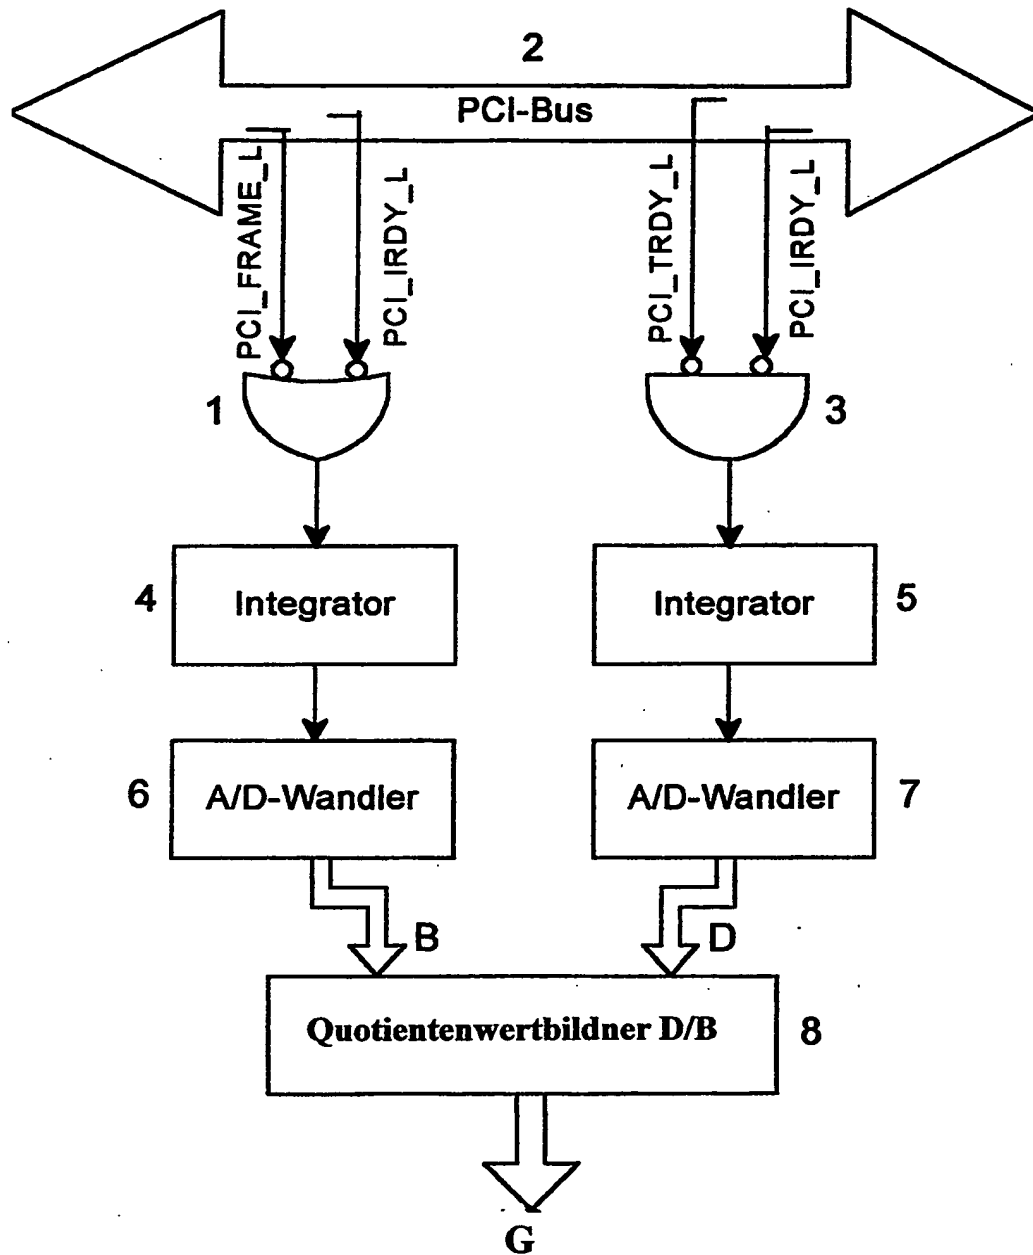 2
PCI-Bus
PCI_FRAME_L
PCI_IRDY_L
PCI_TRDY_L
PCI_IRDY_L
1
3
4
Integrator
Integrator
5
6
A/D-Wandler
A/D-Wandler
7
B
D
Quotientenwertbildner D/B
8
G